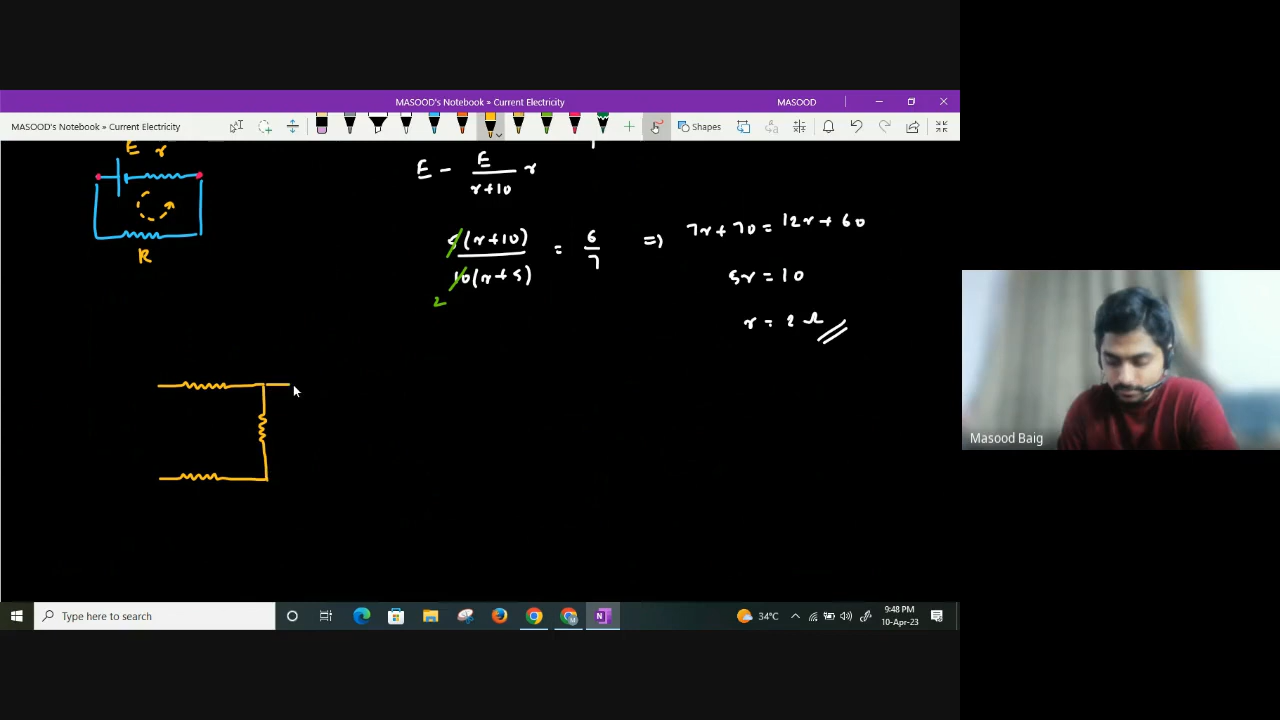 MASOOD's Notebook » Current Electricity
MASOOD
MASOOD's Notebook » Current Electricity
Shapes
E r
R
E - E/(r+10) r
5(r+10)/10(r+5) = 6/7
2
=> 7r + 70 = 12r + 60
5r = 10
r = 2 Ω
Masood Baig
Type here to search
34°C
9:48 PM
10-Apr-23